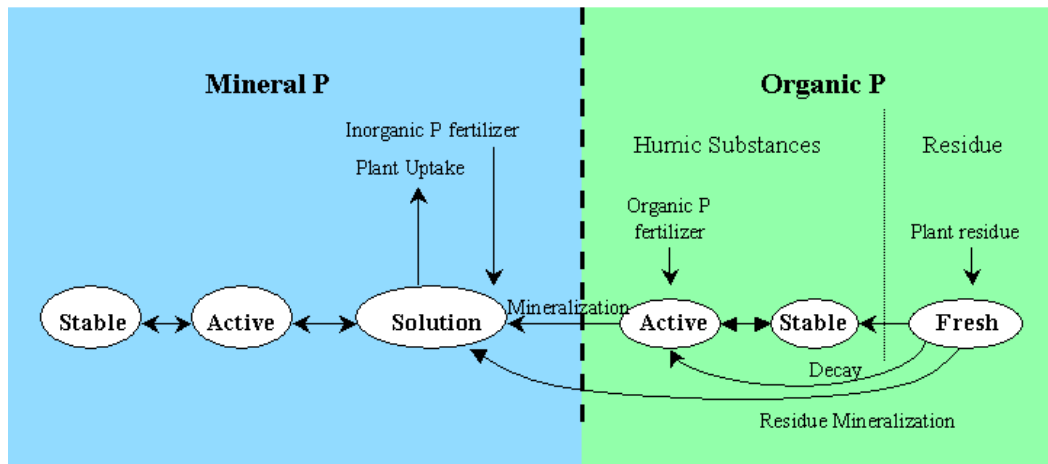 Mineral P
Organic P
Inorganic P fertilizer
Plant Uptake
Humic Substances
Residue
Organic P
fertilizer
Plant residue
Stable
Active
Solution
Mineralization
Active
Stable
Fresh
Decay
Residue Mineralization